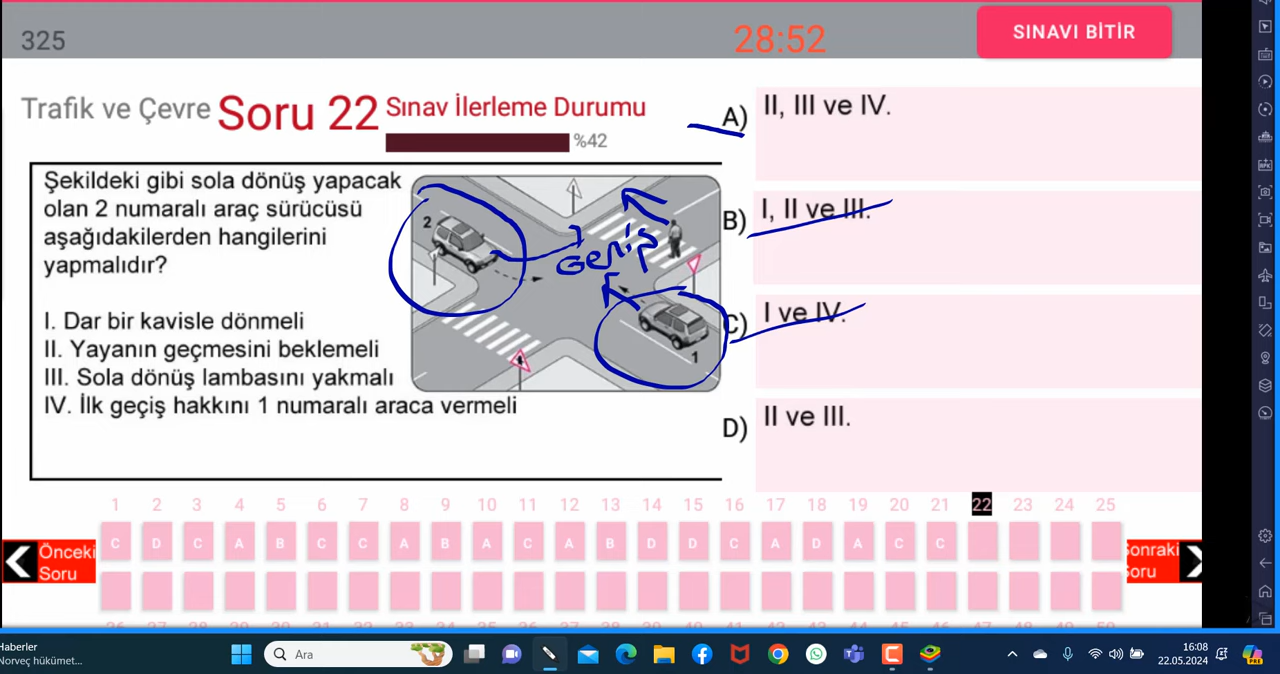 325
28:52
SINAVI BİTİR
Trafik ve Çevre Soru 22 Sınav İlerleme Durumu
%42
Şekildeki gibi sola dönüş yapacak
olan 2 numaralı araç sürücüsü
aşağıdakilerden hangilerini
yapmalıdır?
I. Dar bir kavisle dönmeli
II. Yayanın geçmesini beklemeli
III. Sola dönüş lambasını yakmalı
IV. İlk geçiş hakkını 1 numaralı araca vermeli
2
Geniş
1
A) II, III ve IV.
B) I, II ve III.
C) I ve IV.
D) II ve III.
1 2 3 4 5 6 7 8 9 10 11 12 13 14 15 16 17 18 19 20 21 22 23 24 25
C D C A B C C A B A C A B D D C A D A C C
Önceki
Soru
Sonraki
Soru
Haberler
Norveç hükümet...
Ara
16:08
22.05.2024